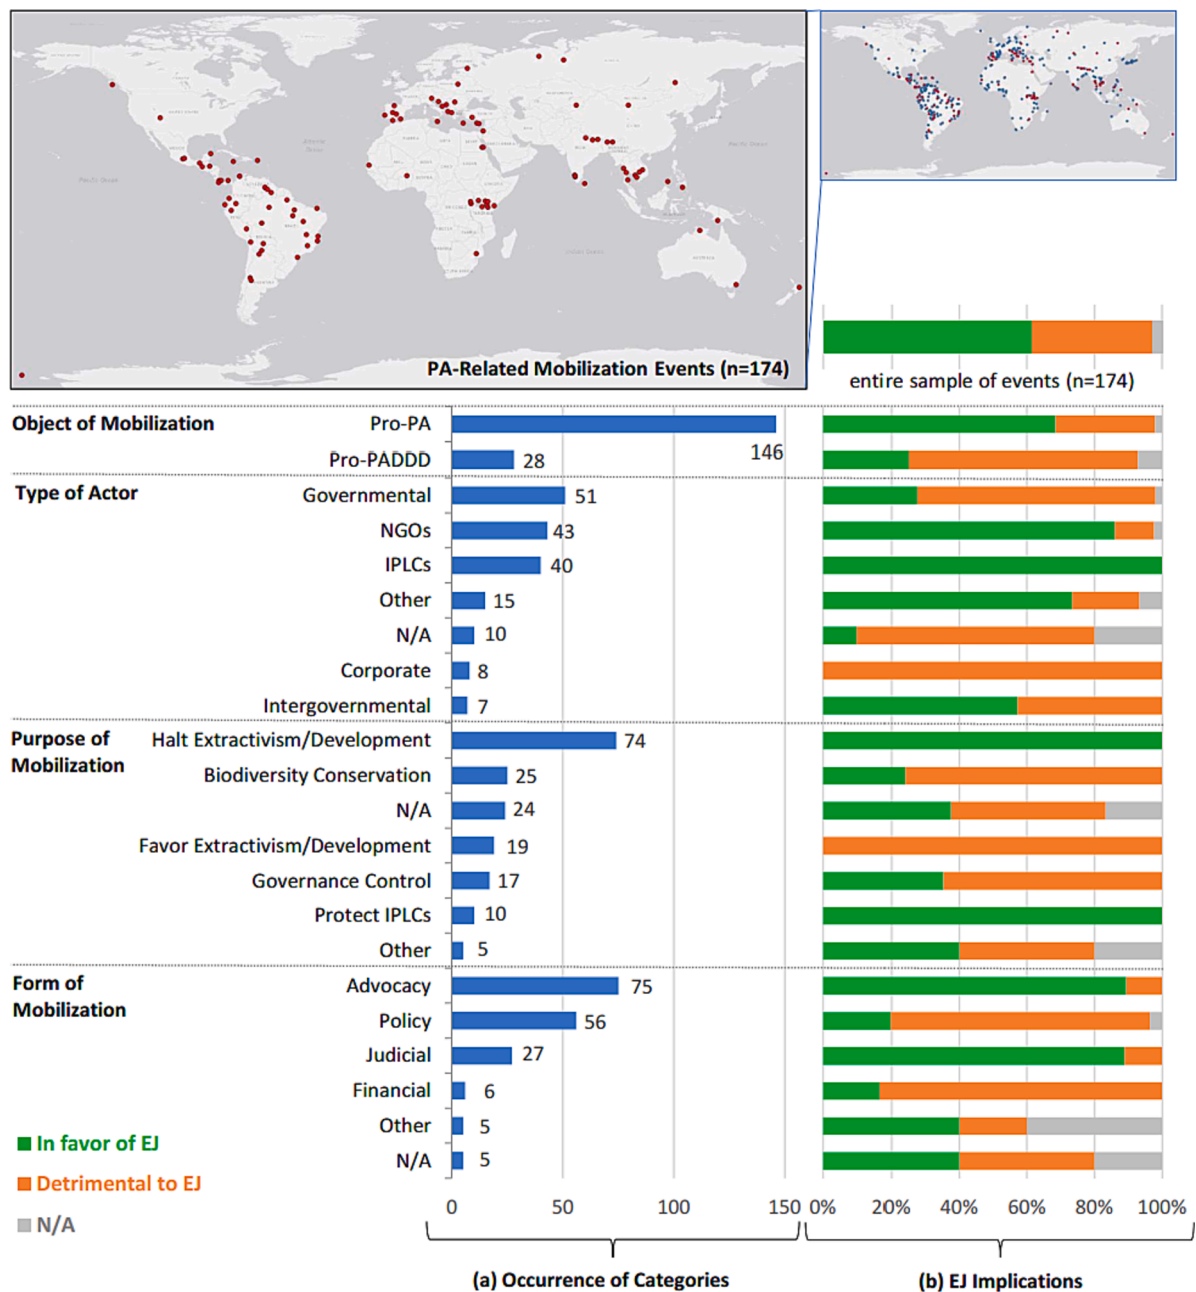 PA-Related Mobilization Events (n=174)
entire sample of events (n=174)
Object of Mobilization
Pro-PA
146
Pro-PADDD
28
Type of Actor
Governmental
51
NGOs
43
IPLCs
40
Other
15
N/A
10
Corporate
8
Intergovernmental
7
Purpose of
Mobilization
Halt Extractivism/Development
74
Biodiversity Conservation
25
N/A
24
Favor Extractivism/Development
19
Governance Control
17
Protect IPLCs
10
Other
5
Form of
Mobilization
Advocacy
75
Policy
56
Judicial
27
Financial
6
Other
5
N/A
5
In favor of EJ
Detrimental to EJ
N/A
0 50 100 150
0% 20% 40% 60% 80% 100%
(a) Occurrence of Categories
(b) EJ Implications